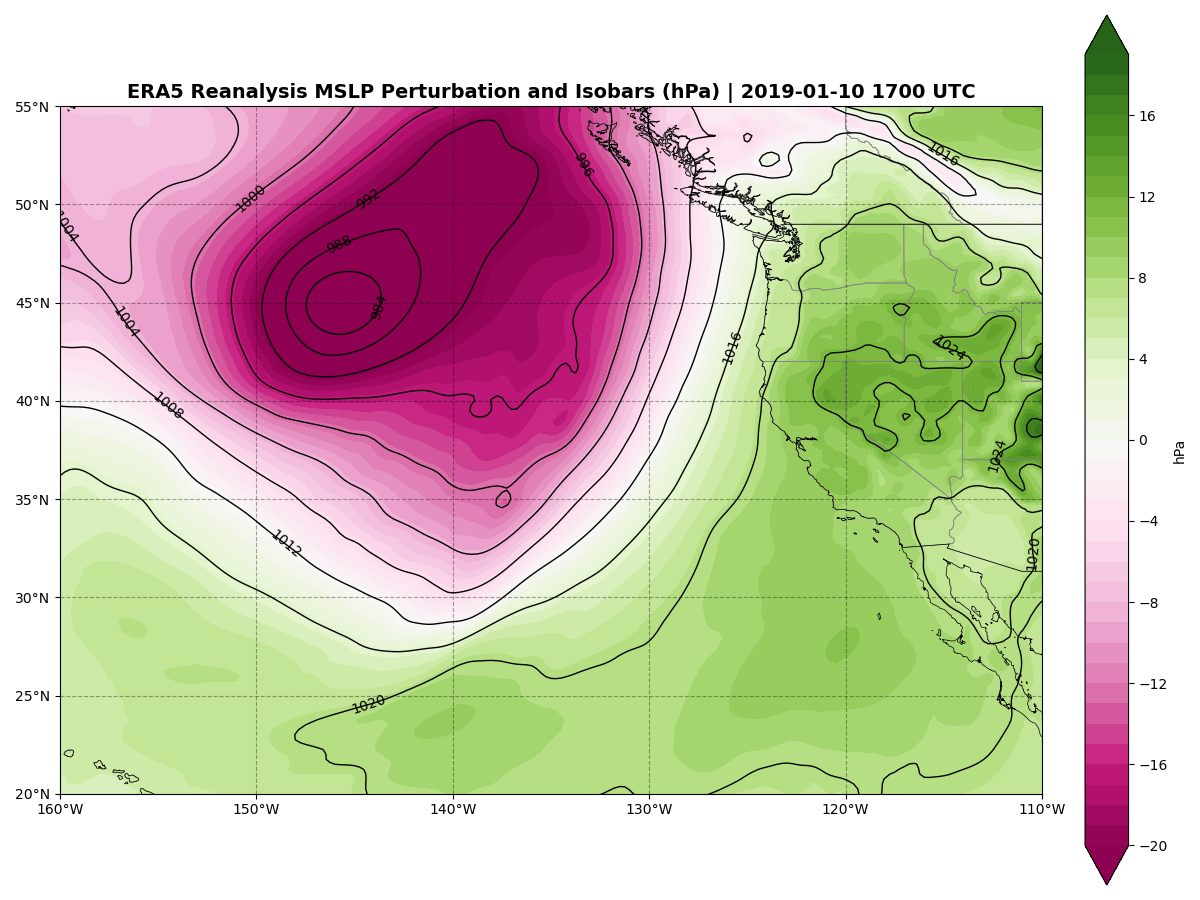 ERA5 Reanalysis MSLP Perturbation and Isobars (hPa) | 2019-01-10 1700 UTC
55°N
50°N
45°N
40°N
35°N
30°N
25°N
20°N
160°W 150°W 140°W 130°W 120°W 110°W
1016
996
1000
992
1004
988
984
1004
1016
1024
1008
1024
1012
1020
1020
16
12
8
4
0
−4
−8
−12
−16
−20
hPa